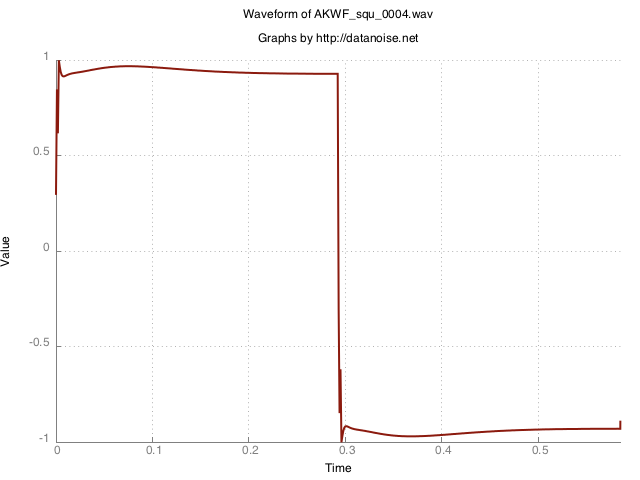 Waveform of AKWF_squ_0004.wav
Graphs by http://datanoise.net
1
0.5
0
-0.5
-1
Value
0 0.1 0.2 0.3 0.4 0.5
Time